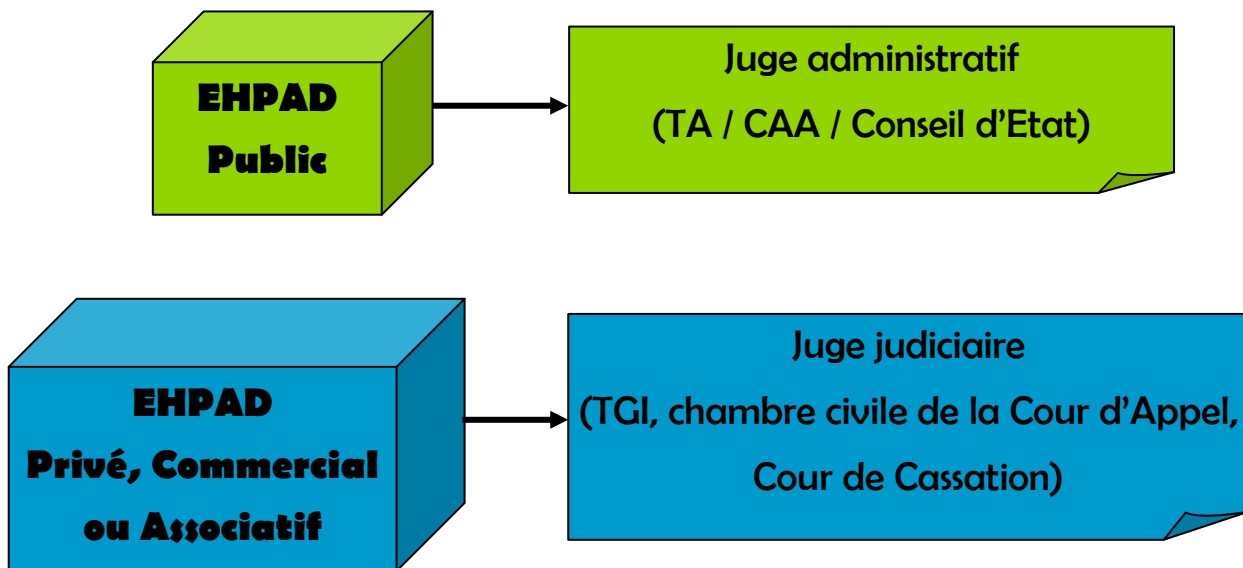 EHPAD
Public
Juge administratif
(TA / CAA / Conseil d’Etat)
EHPAD
Privé, Commercial
ou Associatif
Juge judiciaire
(TGI, chambre civile de la Cour d’Appel,
Cour de Cassation)